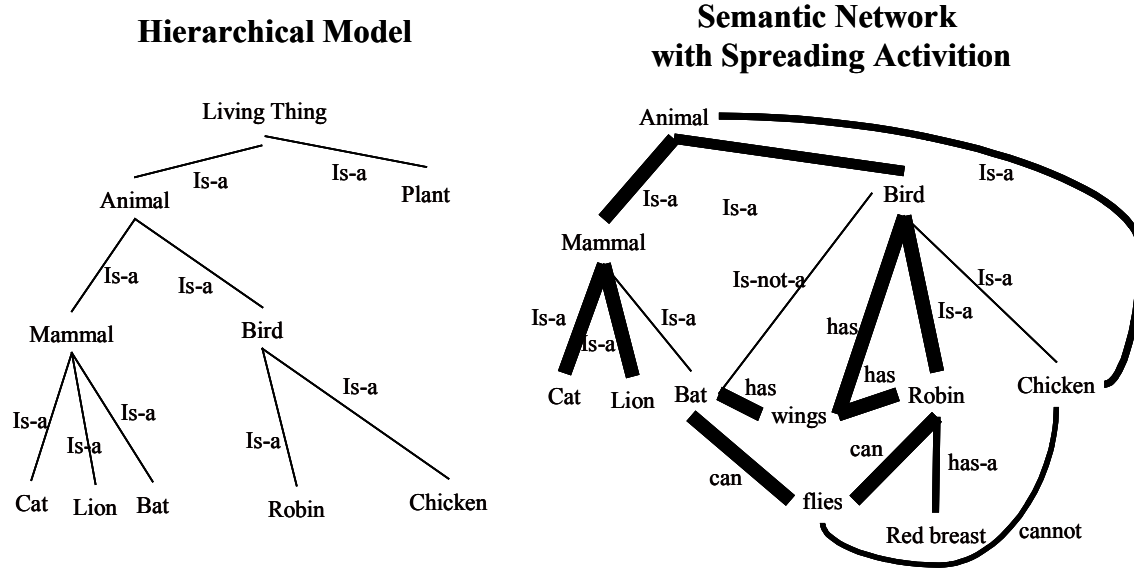 Hierarchical Model
Living Thing
Is-a
Is-a
Animal
Plant
Is-a
Is-a
Mammal
Bird
Is-a
Is-a
Is-a
Is-a
Is-a
Cat
Lion
Bat
Robin
Chicken
Semantic Network
with Spreading Activition
Animal
Is-a
Is-a
Is-a
Bird
Mammal
Is-not-a
Is-a
Is-a
Is-a
Is-a
Is-a
has
has
has
Cat
Lion
Bat
wings
Robin
Chicken
can
can
has-a
flies
Red breast
cannot